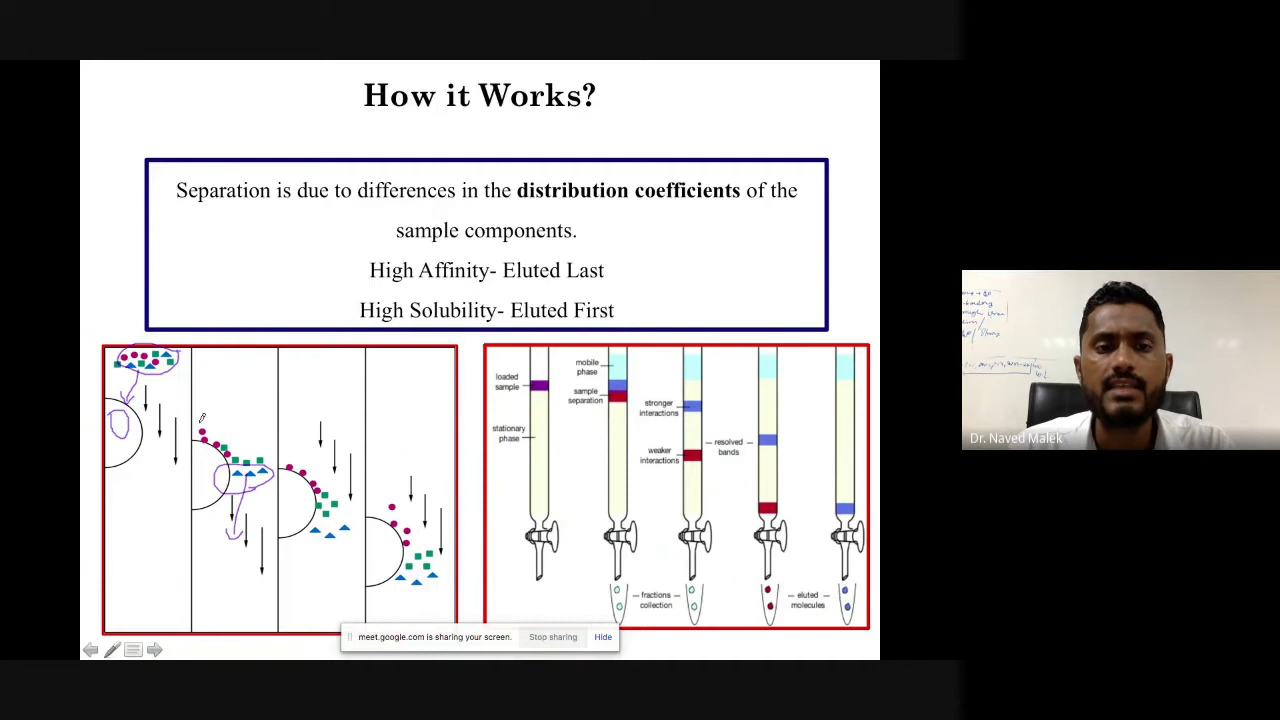 How it Works?
Separation is due to differences in the distribution coefficients of the
sample components.
High Affinity- Eluted Last
High Solubility- Eluted First
loaded
sample
stationary
phase
mobile
phase
sample
separation
stronger
interactions
weaker
interactions
— resolved —
bands
— fractions —
collection
— eluted —
molecules
meet.google.com is sharing your screen.
Stop sharing
Hide
Dr. Naved Malek